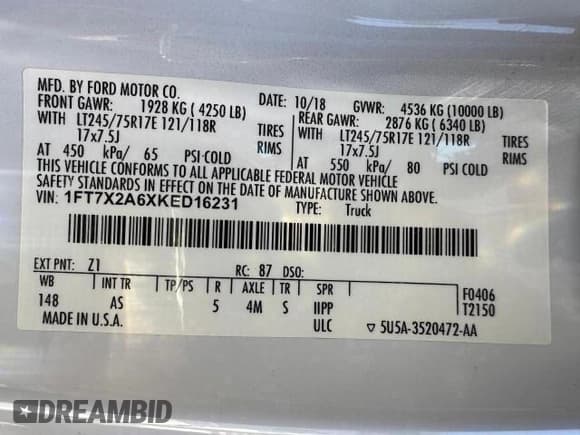 MFD. BY FORD MOTOR CO.
DATE: 10/18 GVWR: 4536 KG (10000 LB)
FRONT GAWR: 1928 KG ( 4250 LB)
REAR GAWR: 2876 KG ( 6340 LB)
WITH LT245/75R17E 121/118R TIRES
WITH LT245/75R17E 121/118R TIRES
17x7.5J RIMS
17x7.5J RIMS
AT 450 kPa/ 65 PSI COLD
AT 550 kPa/ 80 PSI COLD
THIS VEHICLE CONFORMS TO ALL APPLICABLE FEDERAL MOTOR VEHICLE
SAFETY STANDARDS IN EFFECT ON THE DATE OF MANUFACTURE SHOWN ABOVE.
VIN: 1FT7X2A6XKED16231
TYPE: Truck
EXT PNT: Z1 RC: 87 DSO:
WB INT TR TP/PS R AXLE TR SPR
148 AS 5 4M S IIPP
F0406
T2150
MADE IN U.S.A. ULC ▽ 5U5A-3520472-AA
DREAMBID